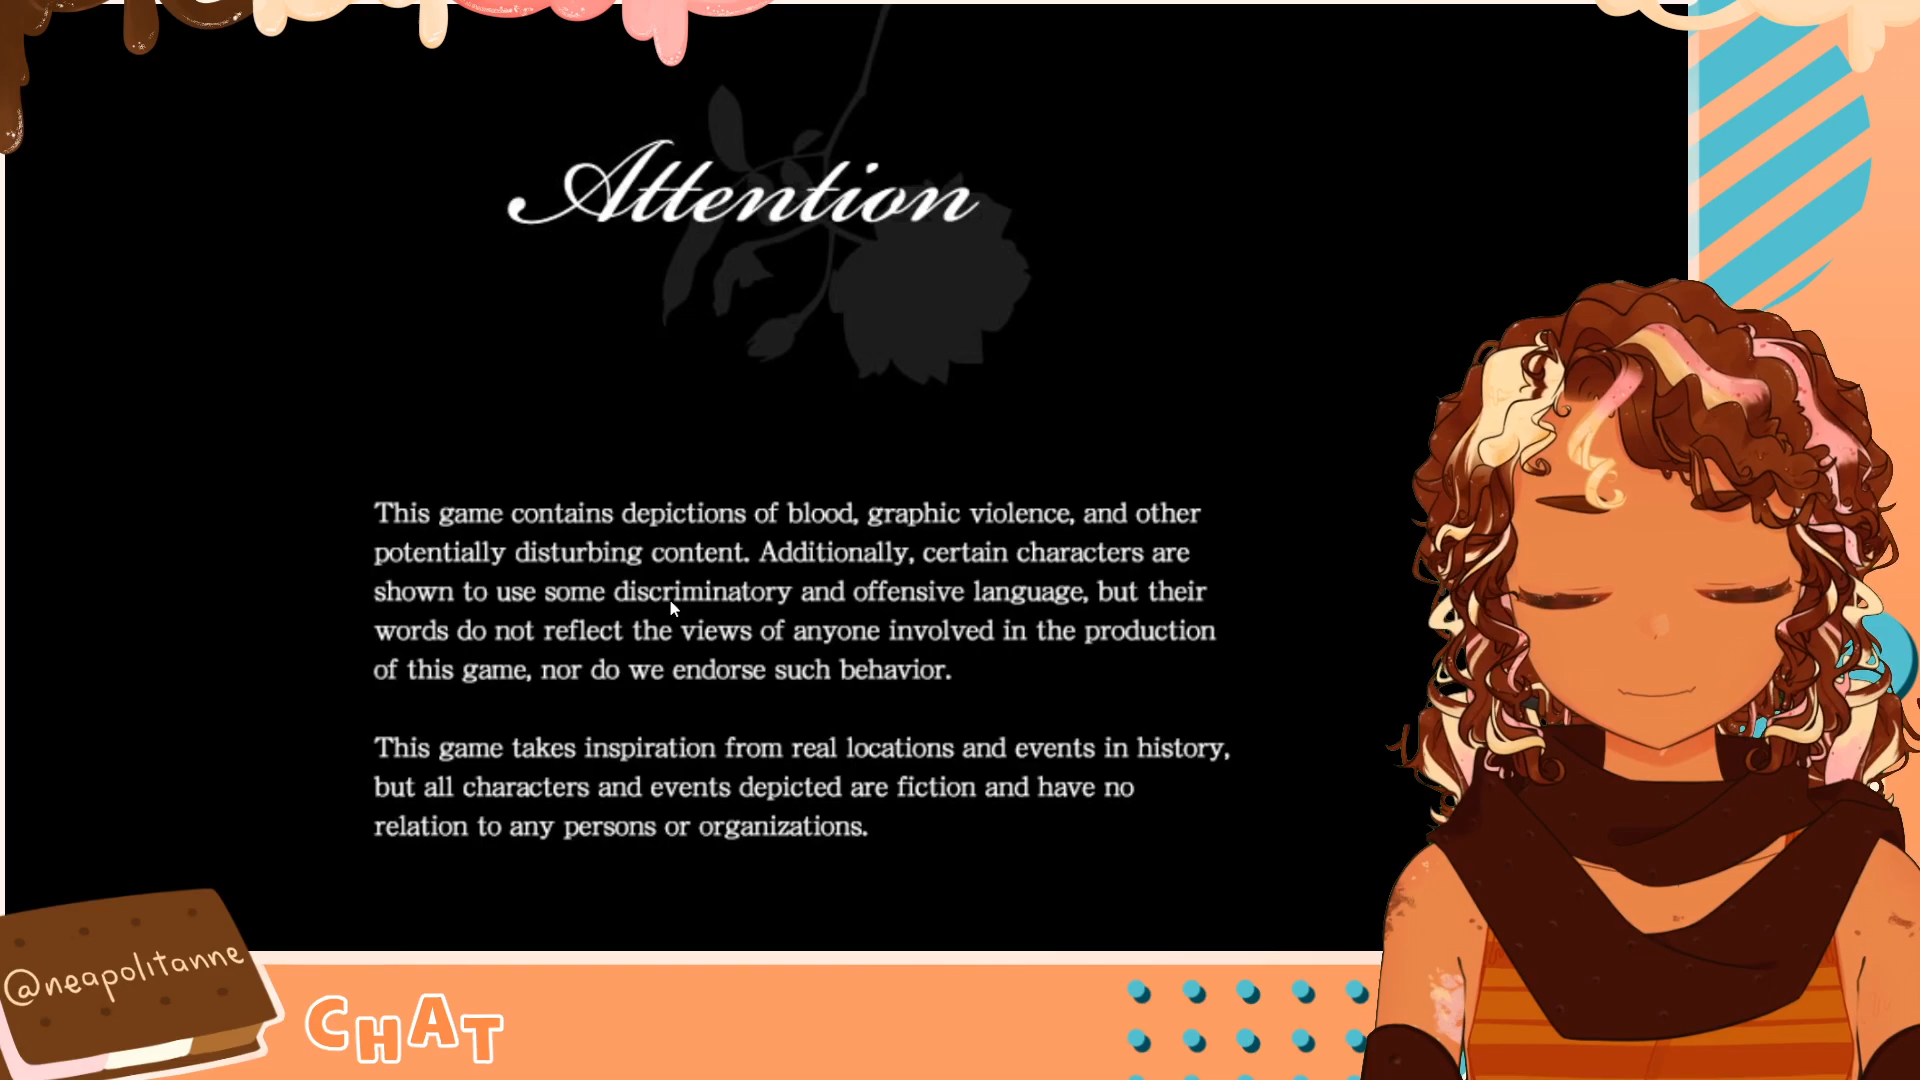 Attention
This game contains depictions of blood, graphic violence, and other
potentially disturbing content. Additionally, certain characters are
shown to use some discriminatory and offensive language, but their
words do not reflect the views of anyone involved in the production
of this game, nor do we endorse such behavior.
This game takes inspiration from real locations and events in history,
but all characters and events depicted are fiction and have no
relation to any persons or organizations.
@neapolitanne
CHAT